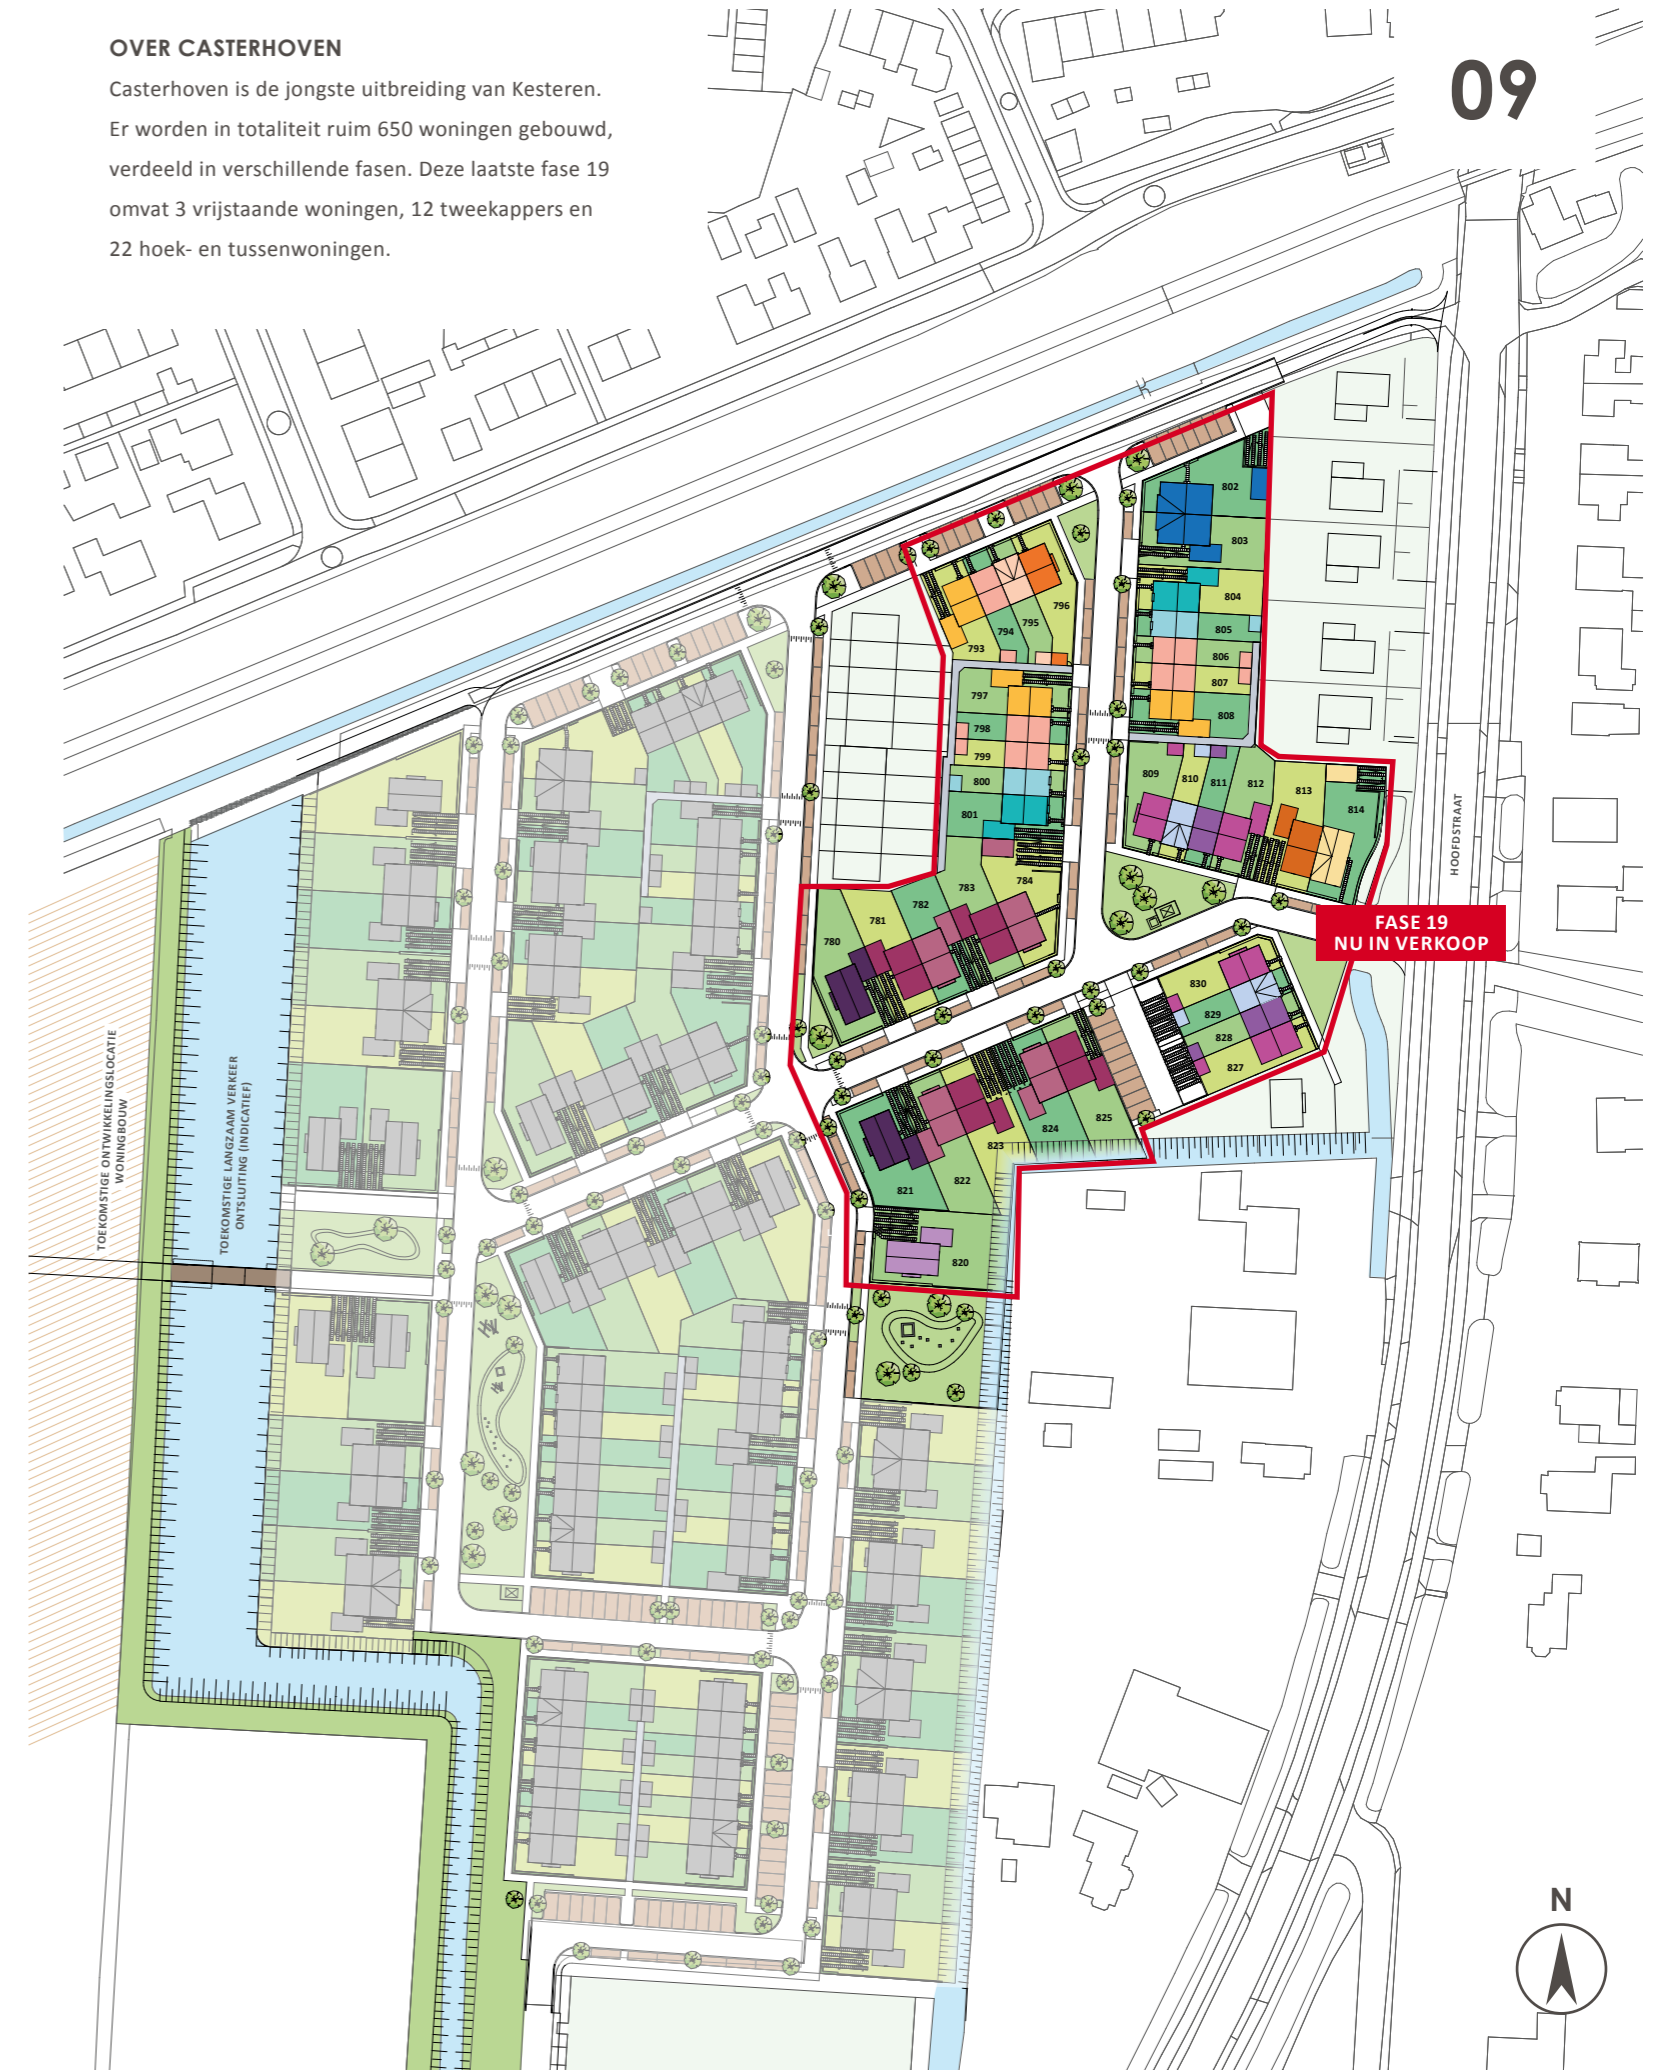 OVER CASTERHOVEN
Casterhoven is de jongste uitbreiding van Kesteren.
Er worden in totaliteit ruim 650 woningen gebouwd,
verdeeld in verschillende fasen. Deze laatste fase 19
omvat 3 vrijstaande woningen, 12 tweekappers en
22 hoek- en tussenwoningen.
09
802
803
804
805
806
807
808
796
795
794
793
797
798
799
800
801
809
810
811
812
813
814
HOOFDSTRAAT
784
783
782
781
780
FASE 19
NU IN VERKOOP
830
829
828
827
825
824
823
822
821
820
TOEKOMSTIGE ONTWIKKELINGSLOCATIE
WONINGBOUW
TOEKOMSTIGE LANGZAAM VERKEER
ONTSLUITING (INDICATIEF)
N